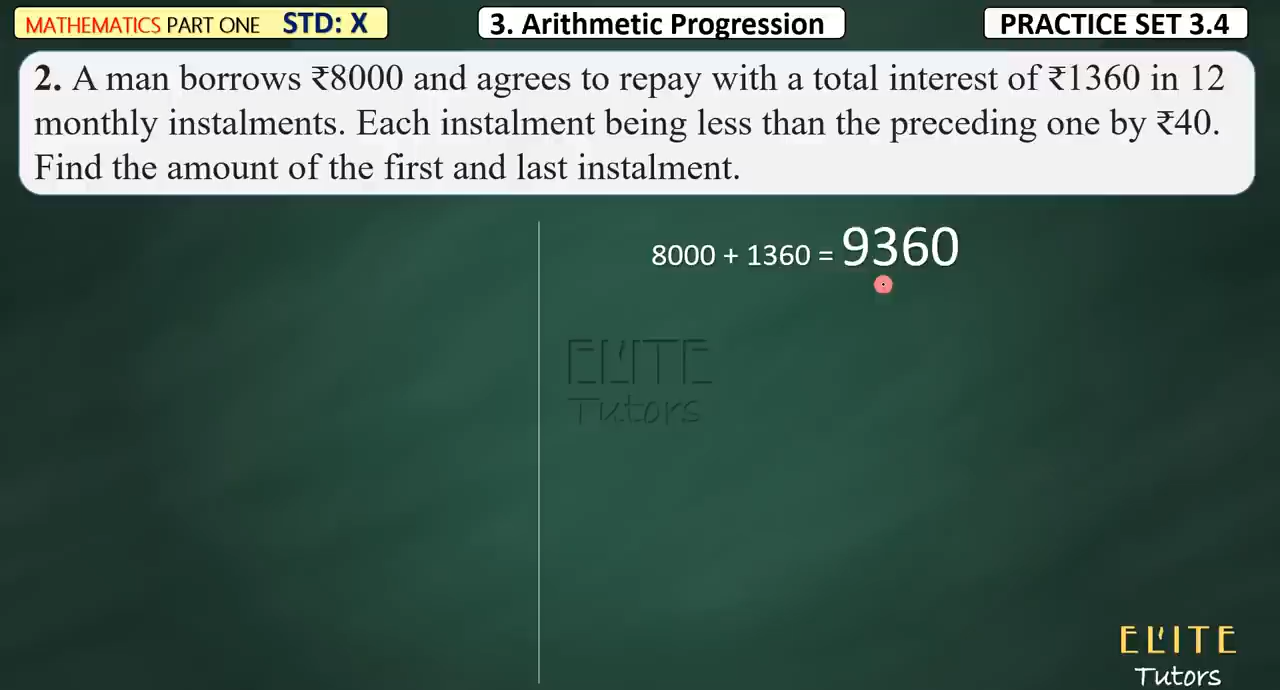 MATHEMATICS PART ONE STD: X
3. Arithmetic Progression
PRACTICE SET 3.4
2. A man borrows ₹8000 and agrees to repay with a total interest of ₹1360 in 12
monthly instalments. Each instalment being less than the preceding one by ₹40.
Find the amount of the first and last instalment.
8000 + 1360 = 9360
ELITE
Tutors
ELITE
Tutors